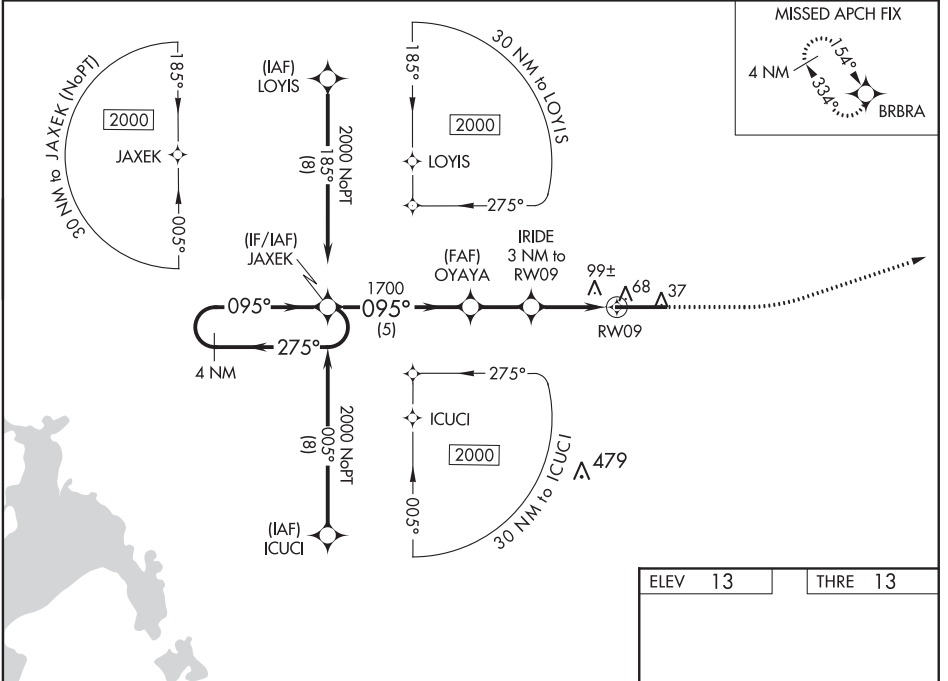 MISSED APCH FIX
4 NM
154°
334°
BRBRA
30 NM to JAXEK (NoPT)
185°
2000
JAXEK
005°
(IAF)
LOYIS
2000 NoPT
185°
(8)
30 NM to LOYIS
185°
2000
LOYIS
275°
(IF/IAF)
JAXEK
095°
275°
4 NM
1700
095°
(5)
(FAF)
OYAYA
IRIDE
3 NM to
RW09
99±
68
37
RW09
2000 NoPT
005°
(8)
(IAF)
ICUCI
275°
ICUCI
2000
005°
30 NM to ICUCI
479
ELEV 13
THRE 13